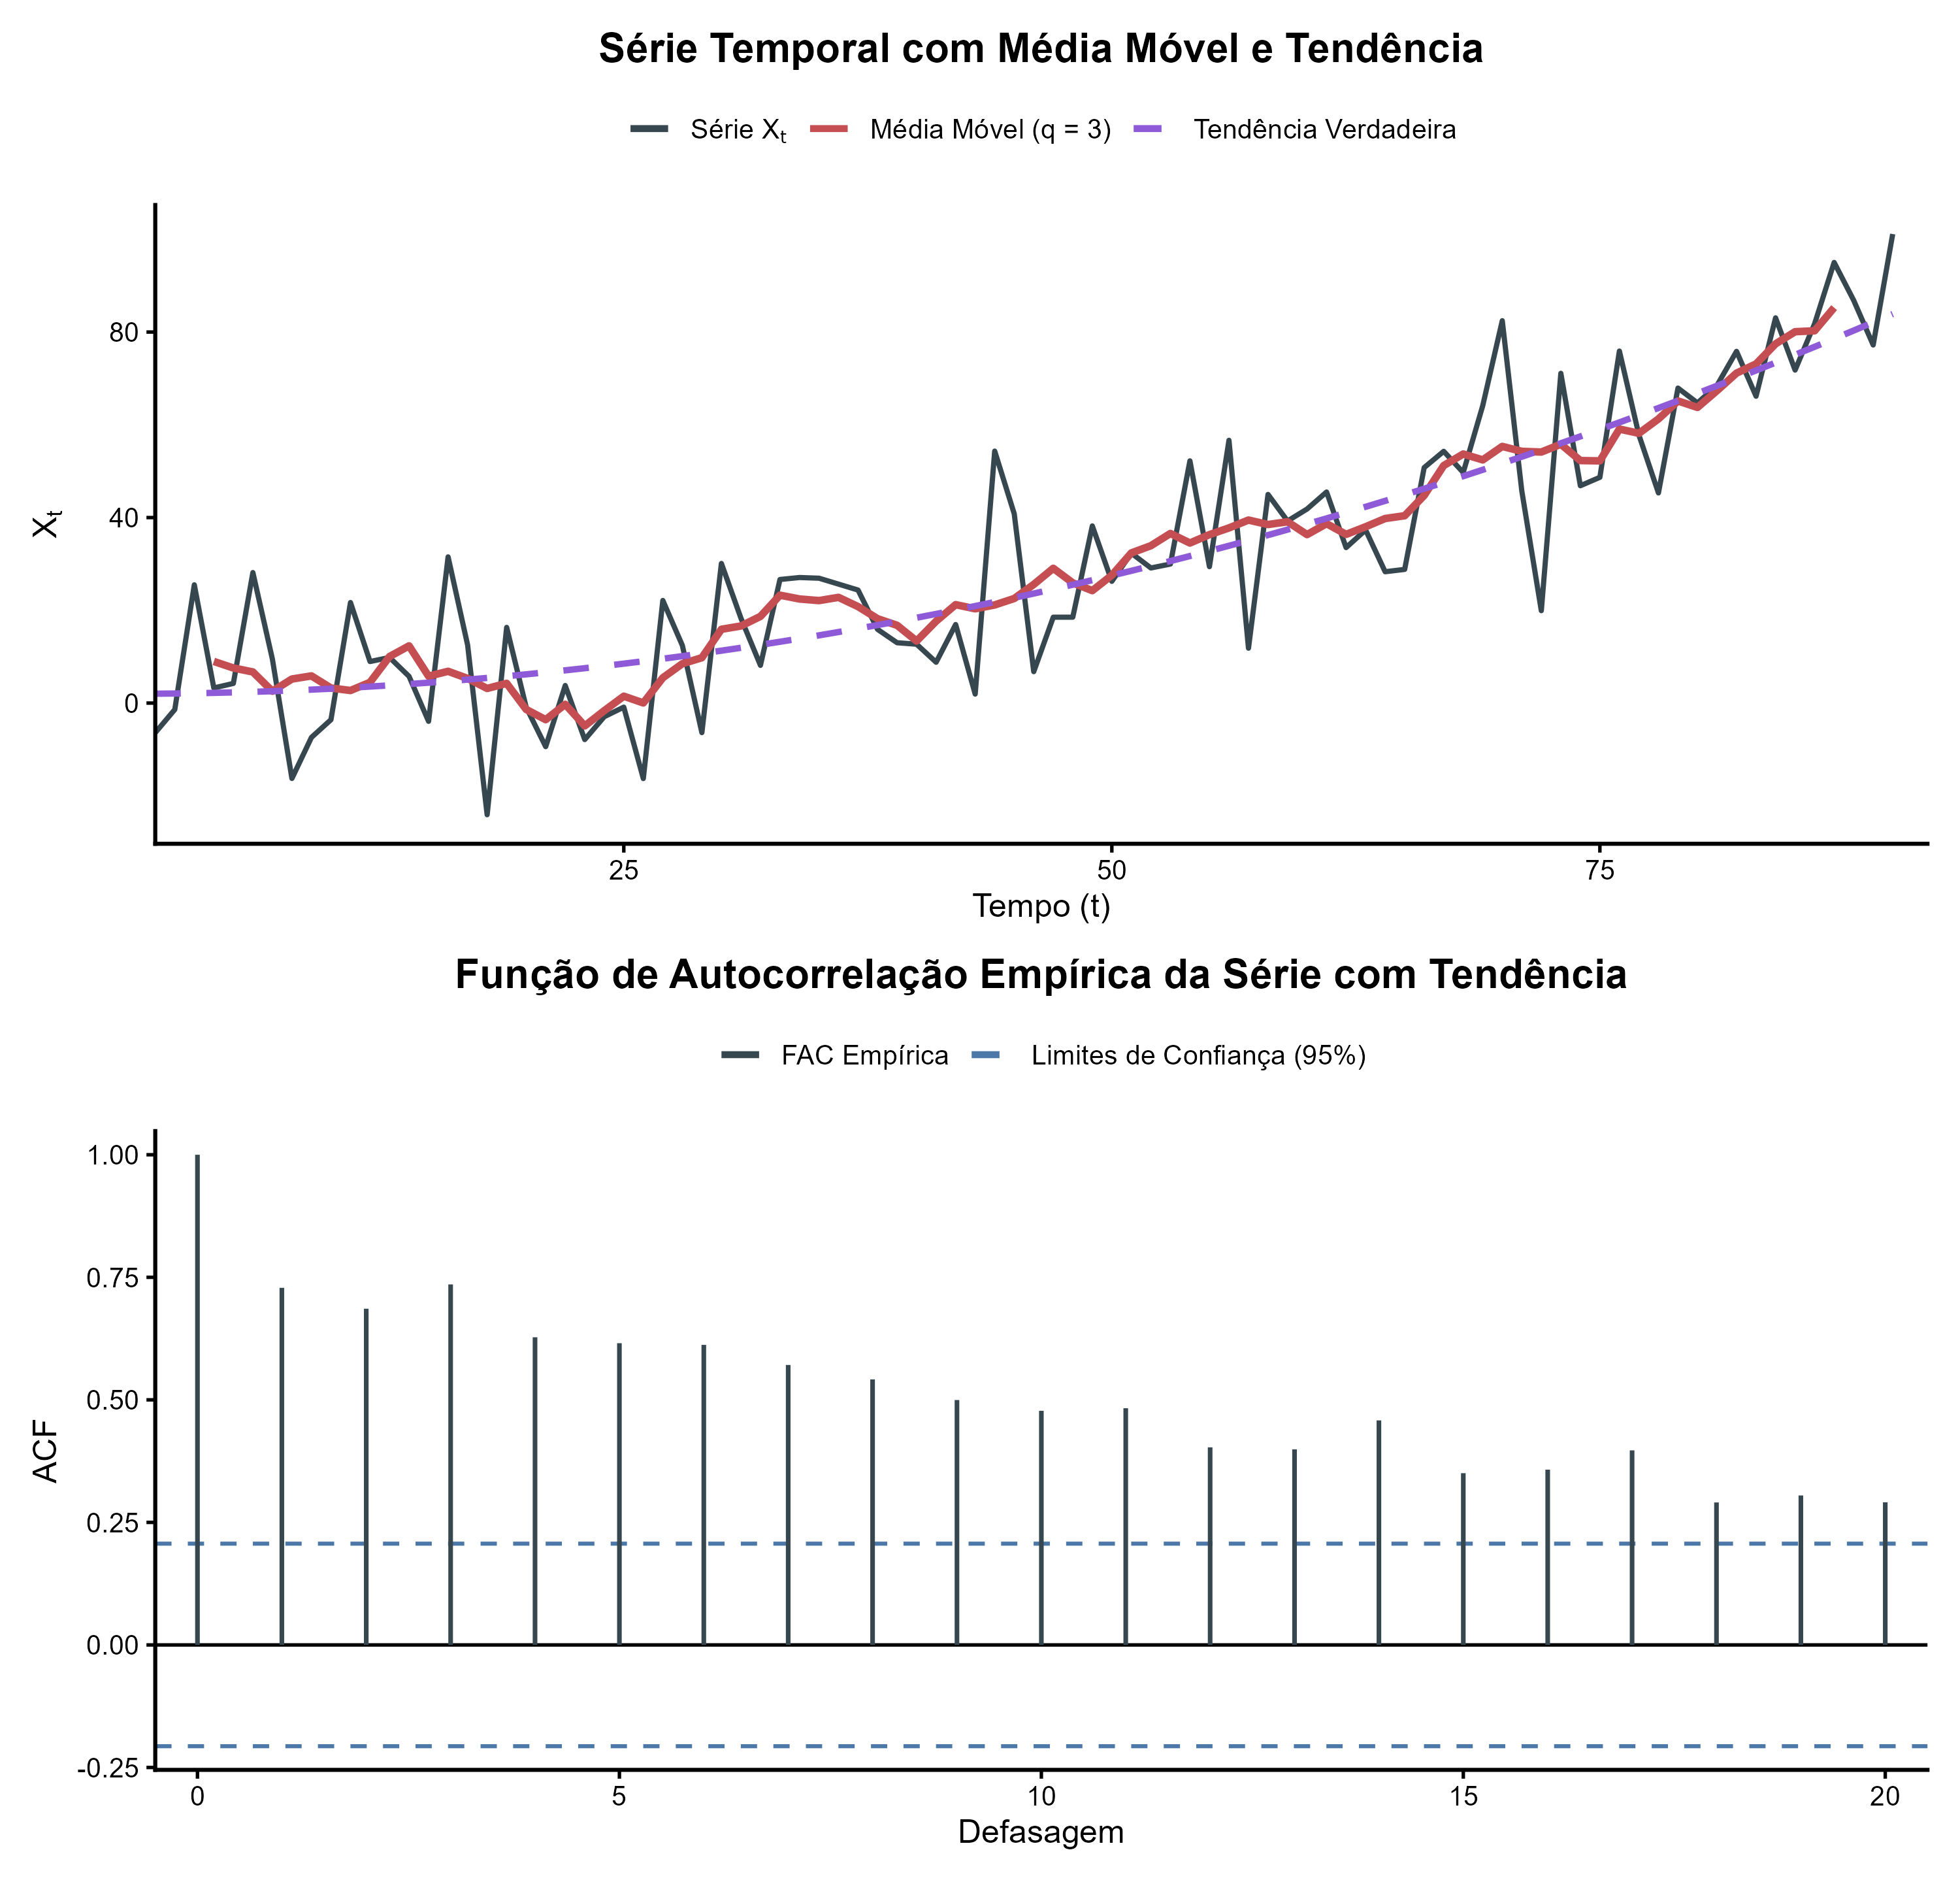 Série Temporal com Média Móvel e Tendência
Série Xt Média Móvel (q = 3) Tendência Verdadeira
80
40
0
Xt
25 50 75
Tempo (t)
Função de Autocorrelação Empírica da Série com Tendência
FAC Empírica Limites de Confiança (95%)
1.00
0.75
0.50
0.25
0.00
-0.25
ACF
0 5 10 15 20
Defasagem